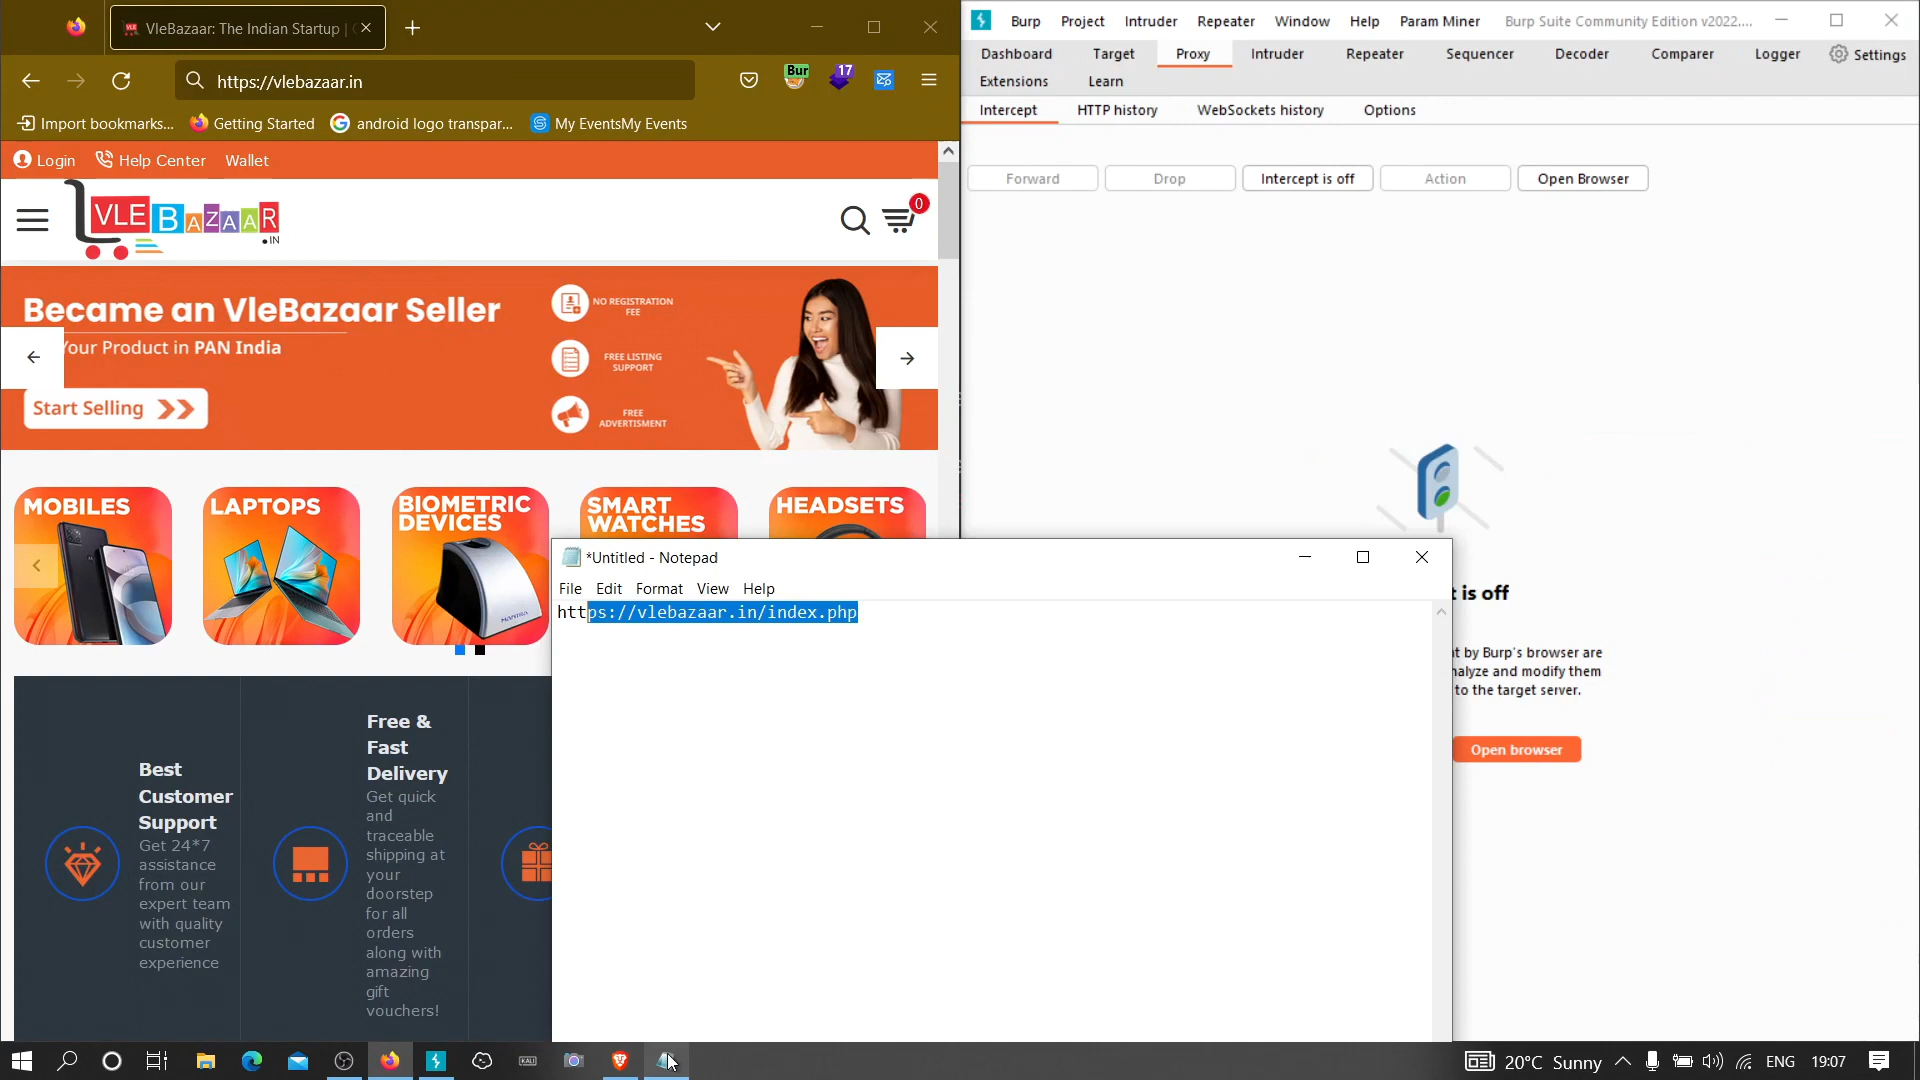 VleBazaar: The Indian Startup |
https://vlebazaar.in
Bur
17
Import bookmarks...
Getting Started
android logo transpar...
My EventsMy Events
Login
Help Center
Wallet
VLE BAZAAR
.IN
0
Became an VleBazaar Seller
Your Product in PAN India
Start Selling
NO REGISTRATION
FEE
FREE LISTING
SUPPORT
FREE
ADVERTISMENT
MOBILES
LAPTOPS
BIOMETRIC
DEVICES
SMART
WATCHES
HEADSETS
MANTRA
Best
Customer
Support
Get 24*7
assistance
from our
expert team
with quality
customer
experience
Free &
Fast
Delivery
Get quick
and
traceable
shipping at
your
doorstep
for all
orders
along with
amazing
gift
vouchers!
*Untitled - Notepad
File Edit Format View Help
https://vlebazaar.in/index.php
Burp Project Intruder Repeater Window Help Param Miner
Burp Suite Community Edition v2022....
Dashboard Target Proxy Intruder Repeater Sequencer Decoder Comparer Logger Settings
Extensions Learn
Intercept HTTP history WebSockets history Options
Forward Drop Intercept is off Action Open Browser
t is off
t by Burp's browser are
nalyze and modify them
to the target server.
Open browser
KALI
20°C Sunny
ENG
19:07